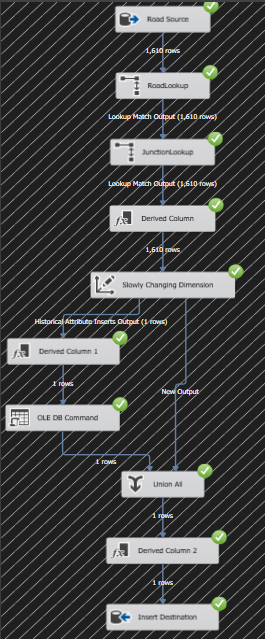 Road Source
1,610 rows
RoadLookup
Lookup Match Output (1,610 rows)
JunctionLookup
Lookup Match Output (1,610 rows)
Derived Column
1,610 rows
Slowly Changing Dimension
Historical Attribute Inserts Output (1 rows)
Derived Column 1
New Output
1 rows
OLE DB Command
1 rows
Union All
1 rows
Derived Column 2
1 rows
Insert Destination